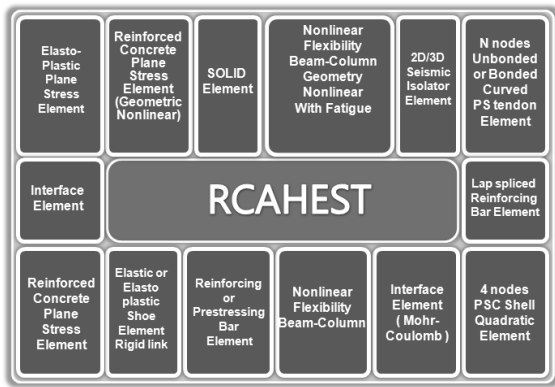 Elasto-
Plastic
Plane
Stress
Element
Reinforced
Concrete
Plane
Stress
Element
(Geometric
Nonlinear)
SOLID
Element
Nonlinear
Flexibility
Beam-Column
Geometry
Nonlinear
With Fatigue
2D/3D
Seismic
Isolator
Element
N nodes
Unbonded
or Bonded
Curved
PS tendon
Element
Interface
Element
RCAHEST
Lap spliced
Reinforcing
Bar Element
Reinforced
Concrete
Plane
Stress
Element
Elastic or
Elasto
plastic
Shoe
Element
Rigid link
Reinforcing
or
Prestressing
Bar
Element
Nonlinear
Flexibility
Beam-Column
Interface
Element
( Mohr-
Coulomb )
4 nodes
PSC Shell
Quadratic
Element